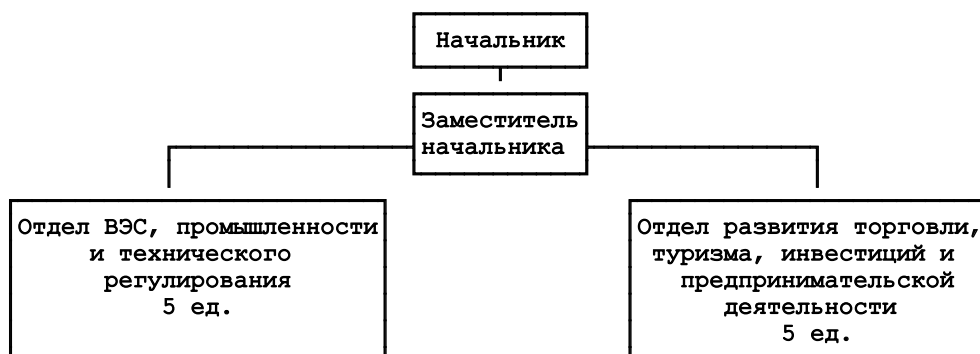 Начальник
Заместитель
начальника
Отдел ВЭС, промышленности
и технического
регулирования
5 ед.
Отдел развития торговли,
туризма, инвестиций и
предпринимательской
деятельности
5 ед.